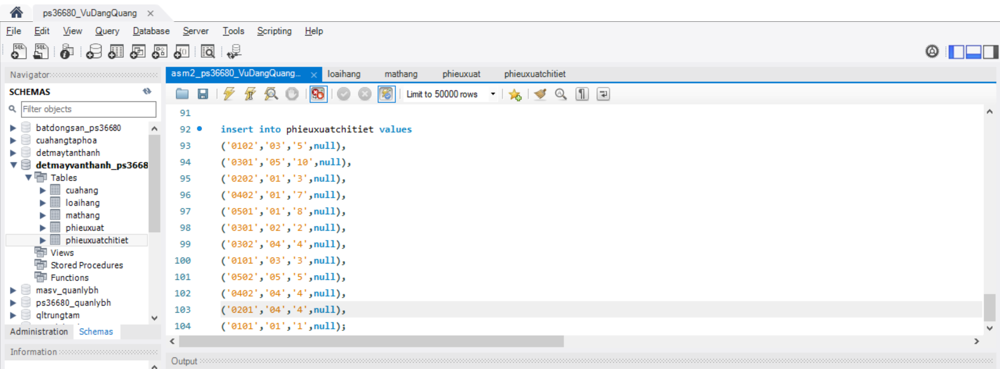 ps36680_VuDangQuang
File Edit View Query Database Server Tools Scripting Help
Navigator
SCHEMAS
Filter objects
batdongsan_ps36680
cuahangtaphoa
detmaytanthanh
detmayvanthanh_ps3668
Tables
cuahang
loaihang
mathang
phieuxuat
phieuxuatchitiet
Views
Stored Procedures
Functions
masv_quanlybh
ps36680_quanlybh
qltrungtam
Administration Schemas
Information
asm2_ps36680_VuDangQuang... loaihang mathang phieuxuat phieuxuatchitiet
Limit to 50000 rows
91
92 insert into phieuxuatchitiet values
93 ('0102','03','5',null),
94 ('0301','05','10',null),
95 ('0202','01','3',null),
96 ('0402','01','7',null),
97 ('0501','01','8',null),
98 ('0301','02','2',null),
99 ('0302','04','4',null),
100 ('0101','03','3',null),
101 ('0502','05','5',null),
102 ('0402','04','4',null),
103 ('0201','04','4',null),
104 ('0101','01','1',null);
Output